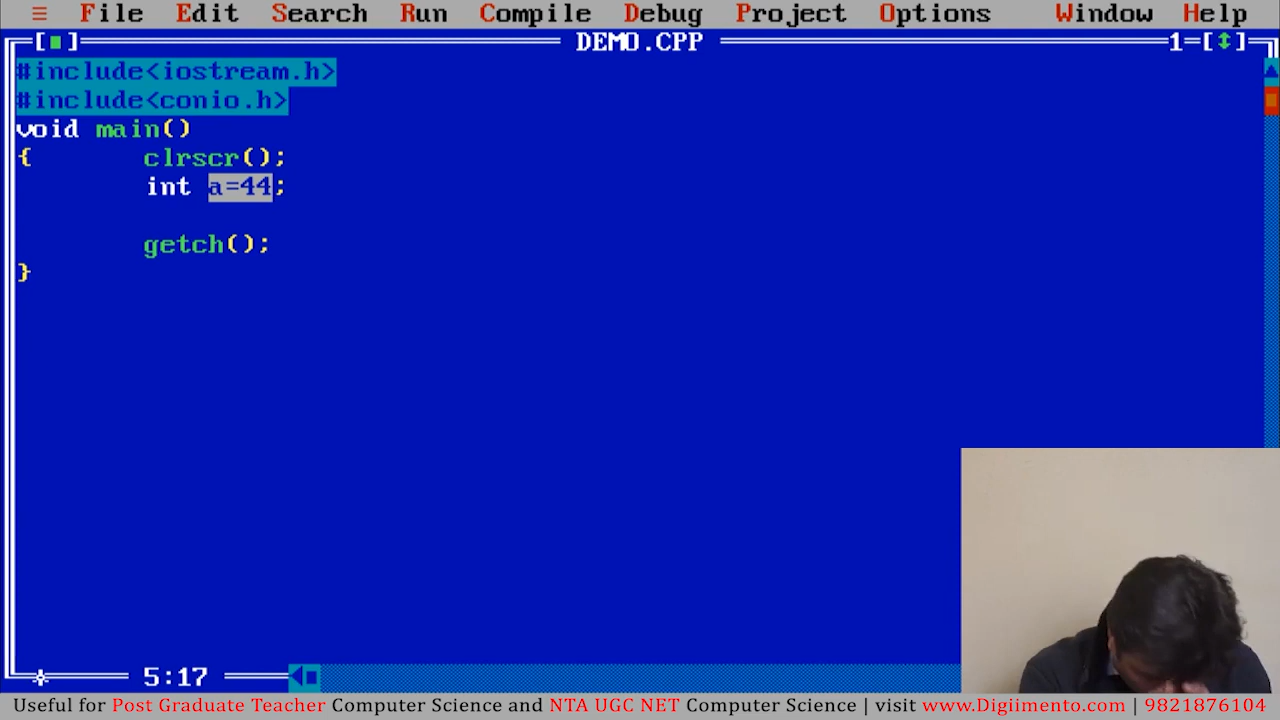 ≡ File Edit Search Run Compile Debug Project Options Window Help
[■] DEMO.CPP 1=[↕]
#include<iostream.h>
#include<conio.h>
void main()
{ clrscr();
int a=44;
getch();
}
5:17
Useful for Post Graduate Teacher Computer Science and NTA UGC NET Computer Science | visit www.Digiimento.com | 9821876104